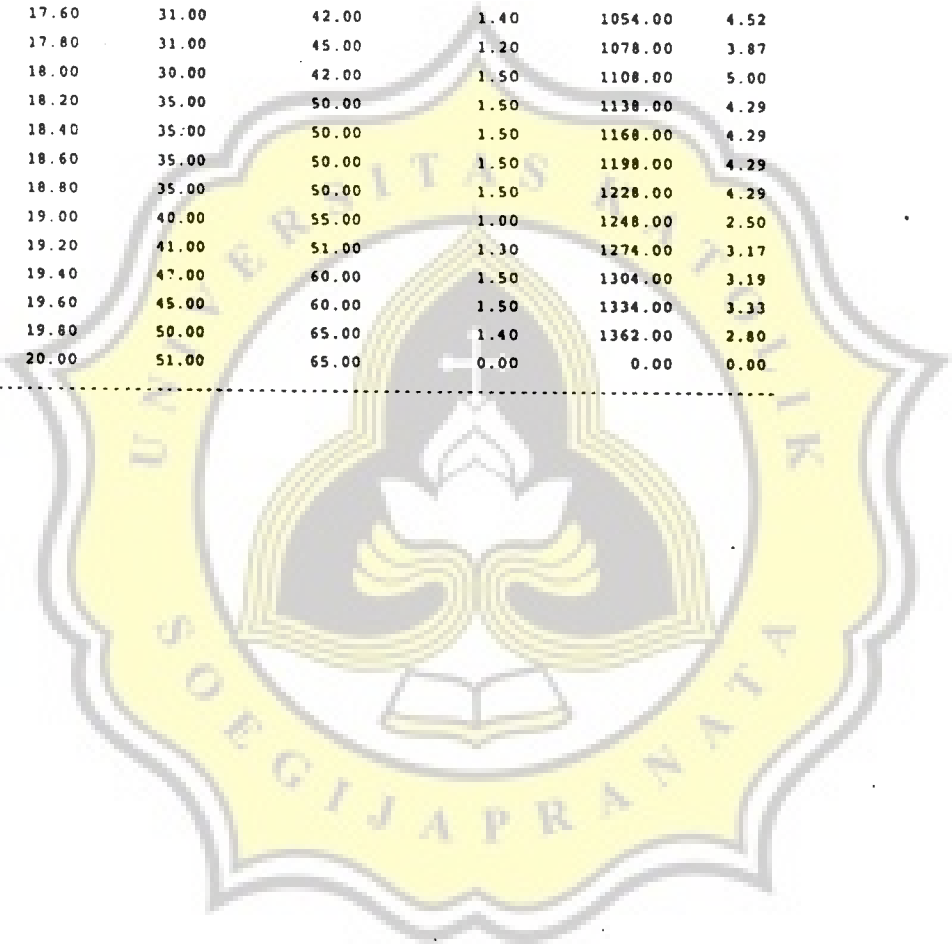 17.60 31.00 42.00 1.40 1054.00 4.52
17.80 31.00 45.00 1.20 1078.00 3.87
18.00 30.00 42.00 1.50 1108.00 5.00
18.20 35.00 50.00 1.50 1138.00 4.29
18.40 35.00 50.00 1.50 1168.00 4.29
18.60 35.00 50.00 1.50 1198.00 4.29
18.80 35.00 50.00 1.50 1228.00 4.29
19.00 40.00 55.00 1.00 1248.00 2.50
19.20 41.00 51.00 1.30 1274.00 3.17
19.40 47.00 60.00 1.50 1304.00 3.19
19.60 45.00 60.00 1.50 1334.00 3.33
19.80 50.00 65.00 1.40 1362.00 2.80
20.00 51.00 65.00 0.00 0.00 0.00
UNIVERSITAS KATOLIK
SOEGIJAPRANATA